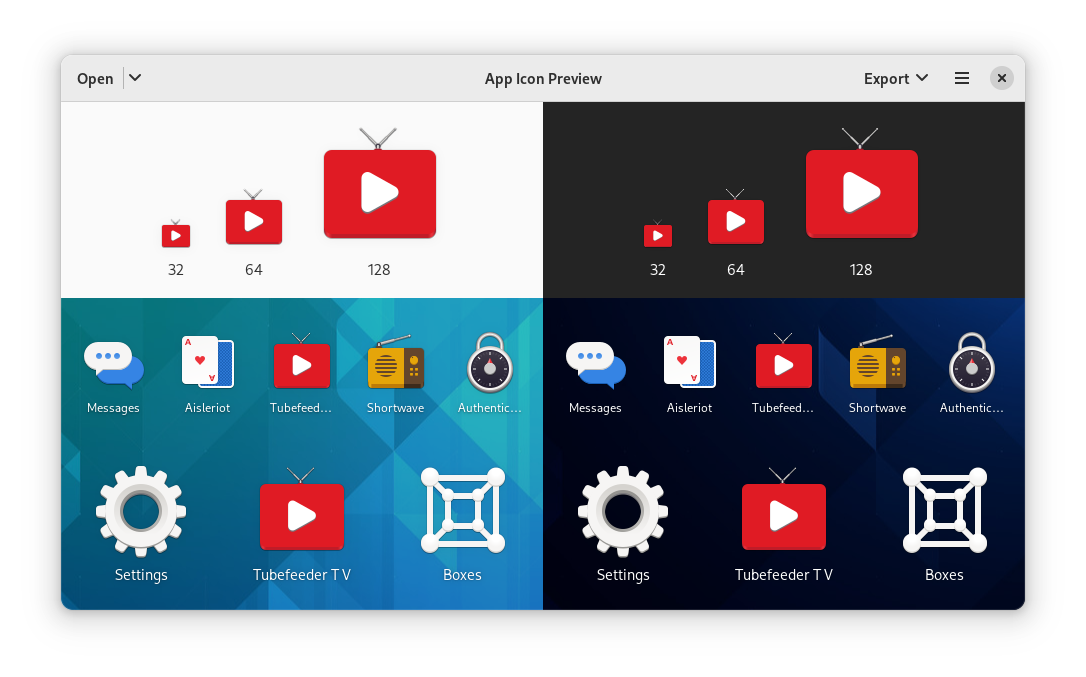 Open App Icon Preview Export
32 64 128 32 64 128
A A A A
Messages Aisleriot Tubefeed... Shortwave Authentic... Messages Aisleriot Tubefeed... Shortwave Authentic...
Settings Tubefeeder TV Boxes Settings Tubefeeder TV Boxes